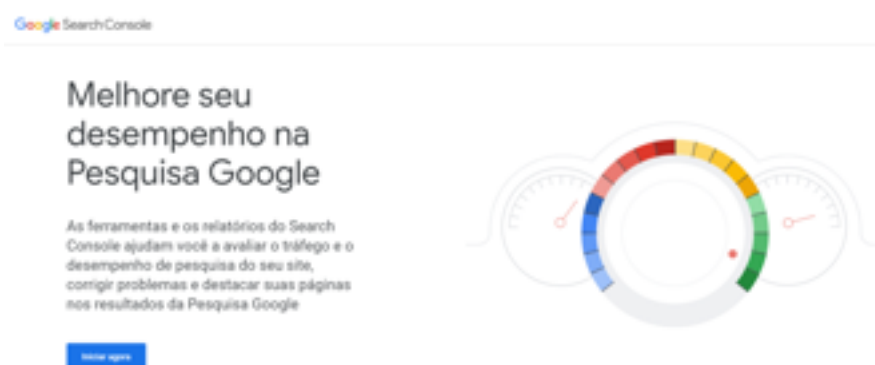 Google Search Console
Melhore seu
desempenho na
Pesquisa Google
As ferramentas e os relatórios do Search
Console ajudam você a avaliar o tráfego e o
desempenho de pesquisa do seu site,
corrigir problemas e destacar suas páginas
nos resultados da Pesquisa Google
Iniciar agora